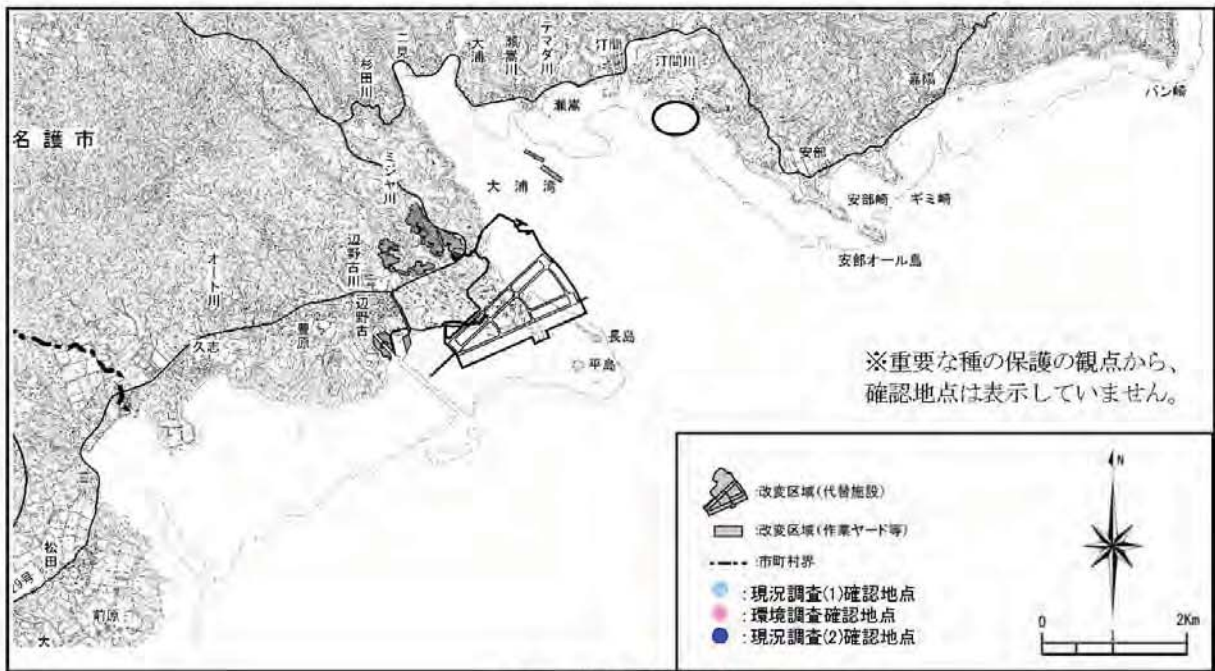 二見
大浦
瀬嵩川
テマダ川
汀間
汀間川
嘉陽
バン崎
杉田川
瀬嵩
名護市
安部
ミジャ川
大浦湾
安部崎
ギミ崎
安部オール島
辺野古川
オート川
辺野古
豊原
久志
長島
平島
※重要な種の保護の観点から、
確認地点は表示していません。
:改変区域(代替施設)
:改変区域(作業ヤード等)
:市町村界
:現況調査(1)確認地点
:環境調査確認地点
:現況調査(2)確認地点
N
0 2Km
松田
29号
前原